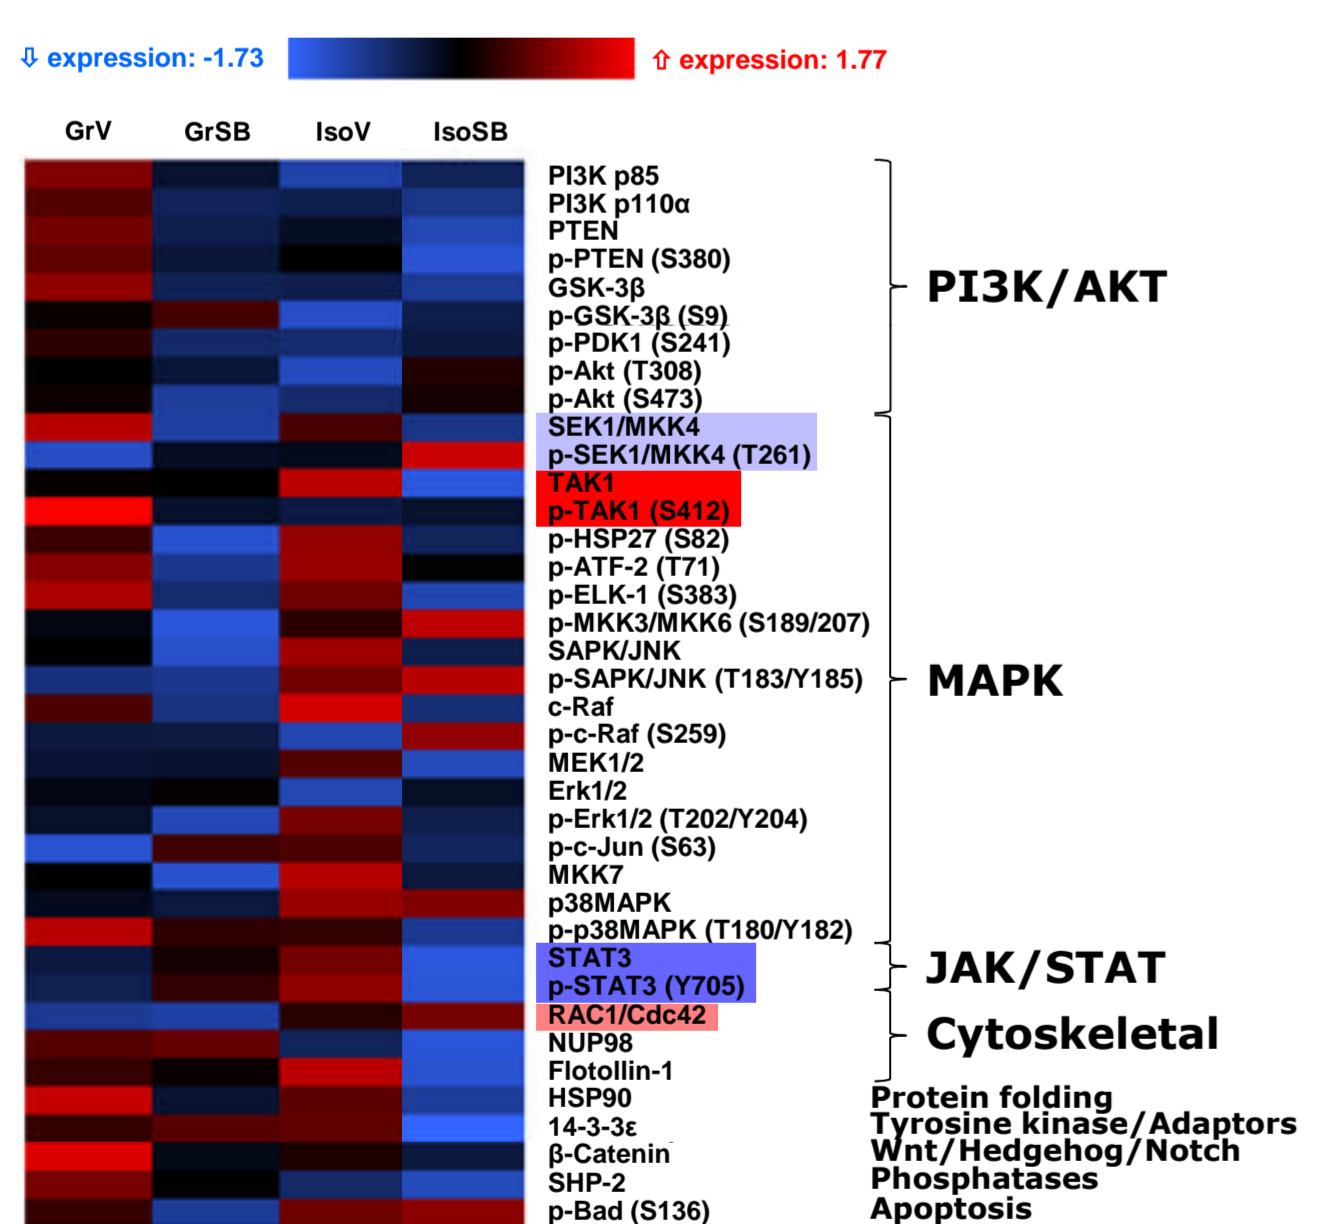 ⇩ expression: -1.73 ⇧ expression: 1.77
GrV GrSB IsoV IsoSB
PI3K p85
PI3K p110α
PTEN
p-PTEN (S380)
GSK-3β
PI3K/AKT
p-GSK-3β (S9)
p-PDK1 (S241)
p-Akt (T308)
p-Akt (S473)
SEK1/MKK4
p-SEK1/MKK4 (T261)
TAK1
p-TAK1 (S412)
p-HSP27 (S82)
p-ATF-2 (T71)
p-ELK-1 (S383)
p-MKK3/MKK6 (S189/207)
SAPK/JNK
p-SAPK/JNK (T183/Y185)
MAPK
c-Raf
p-c-Raf (S259)
MEK1/2
Erk1/2
p-Erk1/2 (T202/Y204)
p-c-Jun (S63)
MKK7
p38MAPK
p-p38MAPK (T180/Y182)
STAT3
JAK/STAT
p-STAT3 (Y705)
RAC1/Cdc42
Cytoskeletal
NUP98
Flotollin-1
HSP90 Protein folding
14-3-3ε Tyrosine kinase/Adaptors
β-Catenin Wnt/Hedgehog/Notch
SHP-2 Phosphatases
p-Bad (S136) Apoptosis